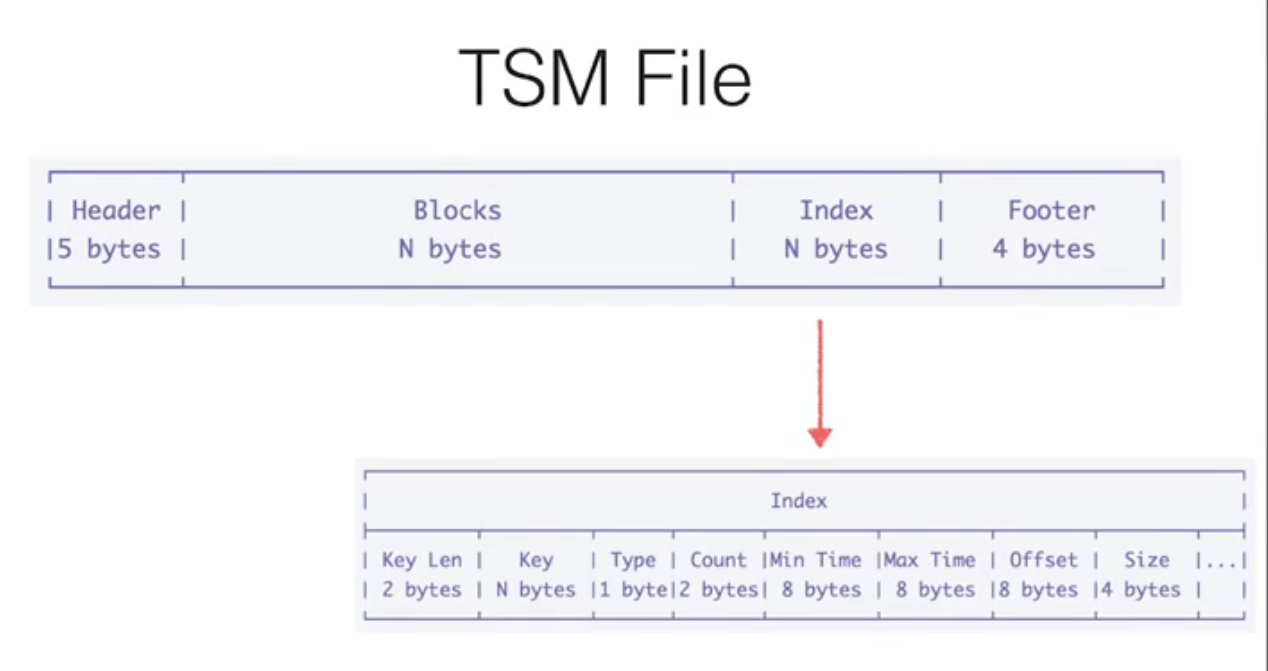 TSM File
| Header | Blocks | Index | Footer |
|5 bytes | N bytes | N bytes | 4 bytes |
| Index |
| Key Len | Key | Type | Count |Min Time |Max Time | Offset | Size |...|
| 2 bytes | N bytes |1 byte|2 bytes| 8 bytes | 8 bytes |8 bytes |4 bytes | |